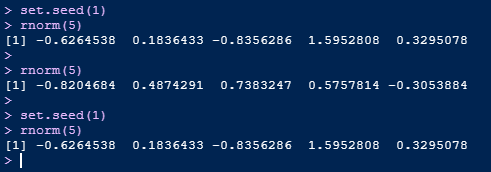 > set.seed(1)
> rnorm(5)
[1] -0.6264538  0.1836433 -0.8356286  1.5952808  0.3295078
>
> rnorm(5)
[1] -0.8204684  0.4874291  0.7383247  0.5757814 -0.3053884
>
> set.seed(1)
> rnorm(5)
[1] -0.6264538  0.1836433 -0.8356286  1.5952808  0.3295078
>